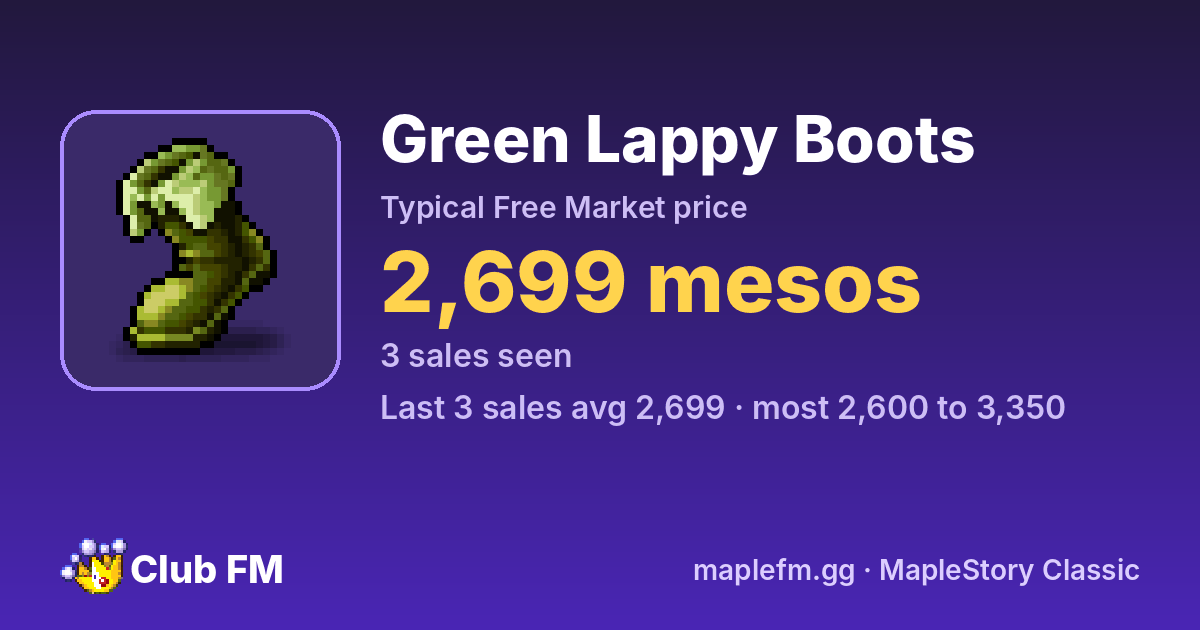 Green Lappy Boots
Typical Free Market price
2,699 mesos
3 sales seen
Last 3 sales avg 2,699 · most 2,600 to 3,350
Club FM
maplefm.gg · MapleStory Classic